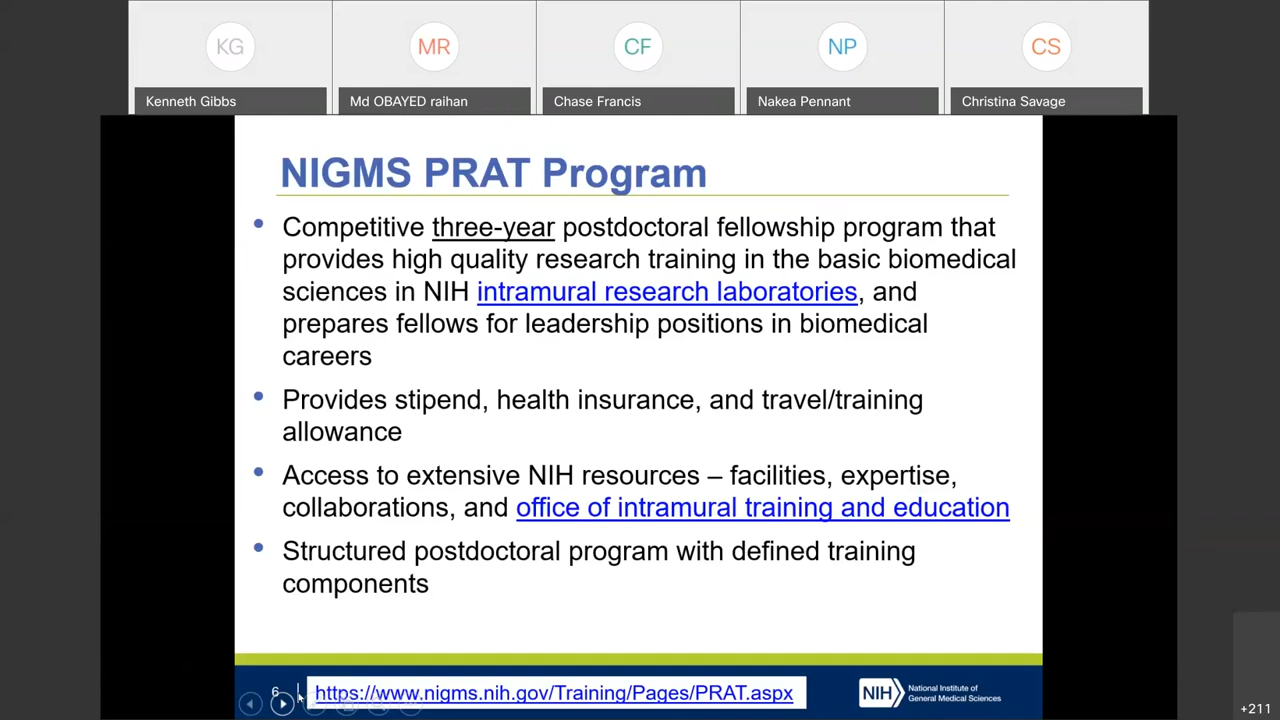 KG
MR
CF
NP
CS
Kenneth Gibbs
Md OBAYED raihan
Chase Francis
Nakea Pennant
Christina Savage
NIGMS PRAT Program
• Competitive three-year postdoctoral fellowship program that
provides high quality research training in the basic biomedical
sciences in NIH intramural research laboratories, and
prepares fellows for leadership positions in biomedical
careers
• Provides stipend, health insurance, and travel/training
allowance
• Access to extensive NIH resources – facilities, expertise,
collaborations, and office of intramural training and education
• Structured postdoctoral program with defined training
components
6
https://www.nigms.nih.gov/Training/Pages/PRAT.aspx
NIH
National Institute of
General Medical Sciences
+211